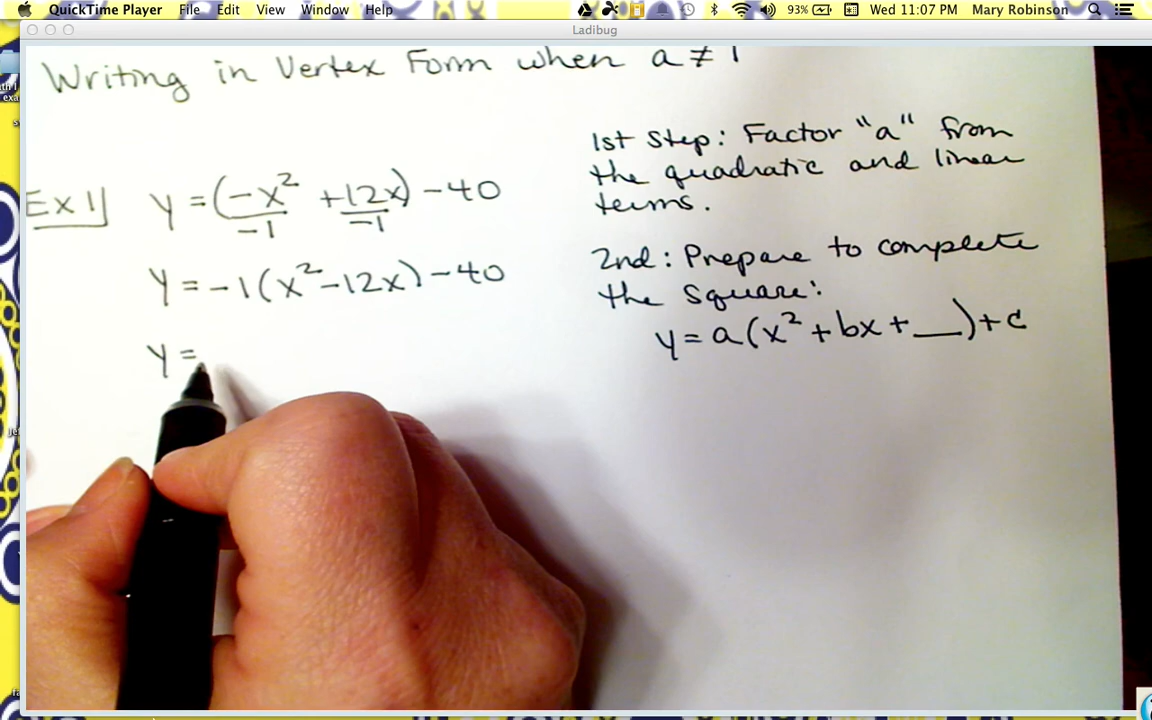 QuickTime Player File Edit View Window Help 93% Wed 11:07 PM Mary Robinson
Ladibug
Writing in Vertex Form when a ≠ 1
Ex 1] y = (-x² + 12x) - 40
-1 -1
y = -1(x² - 12x) - 40
y =
1st Step: Factor "a" from
the quadratic and linear
terms.
2nd: Prepare to complete
the square:
y = a(x² + bx + __) + c